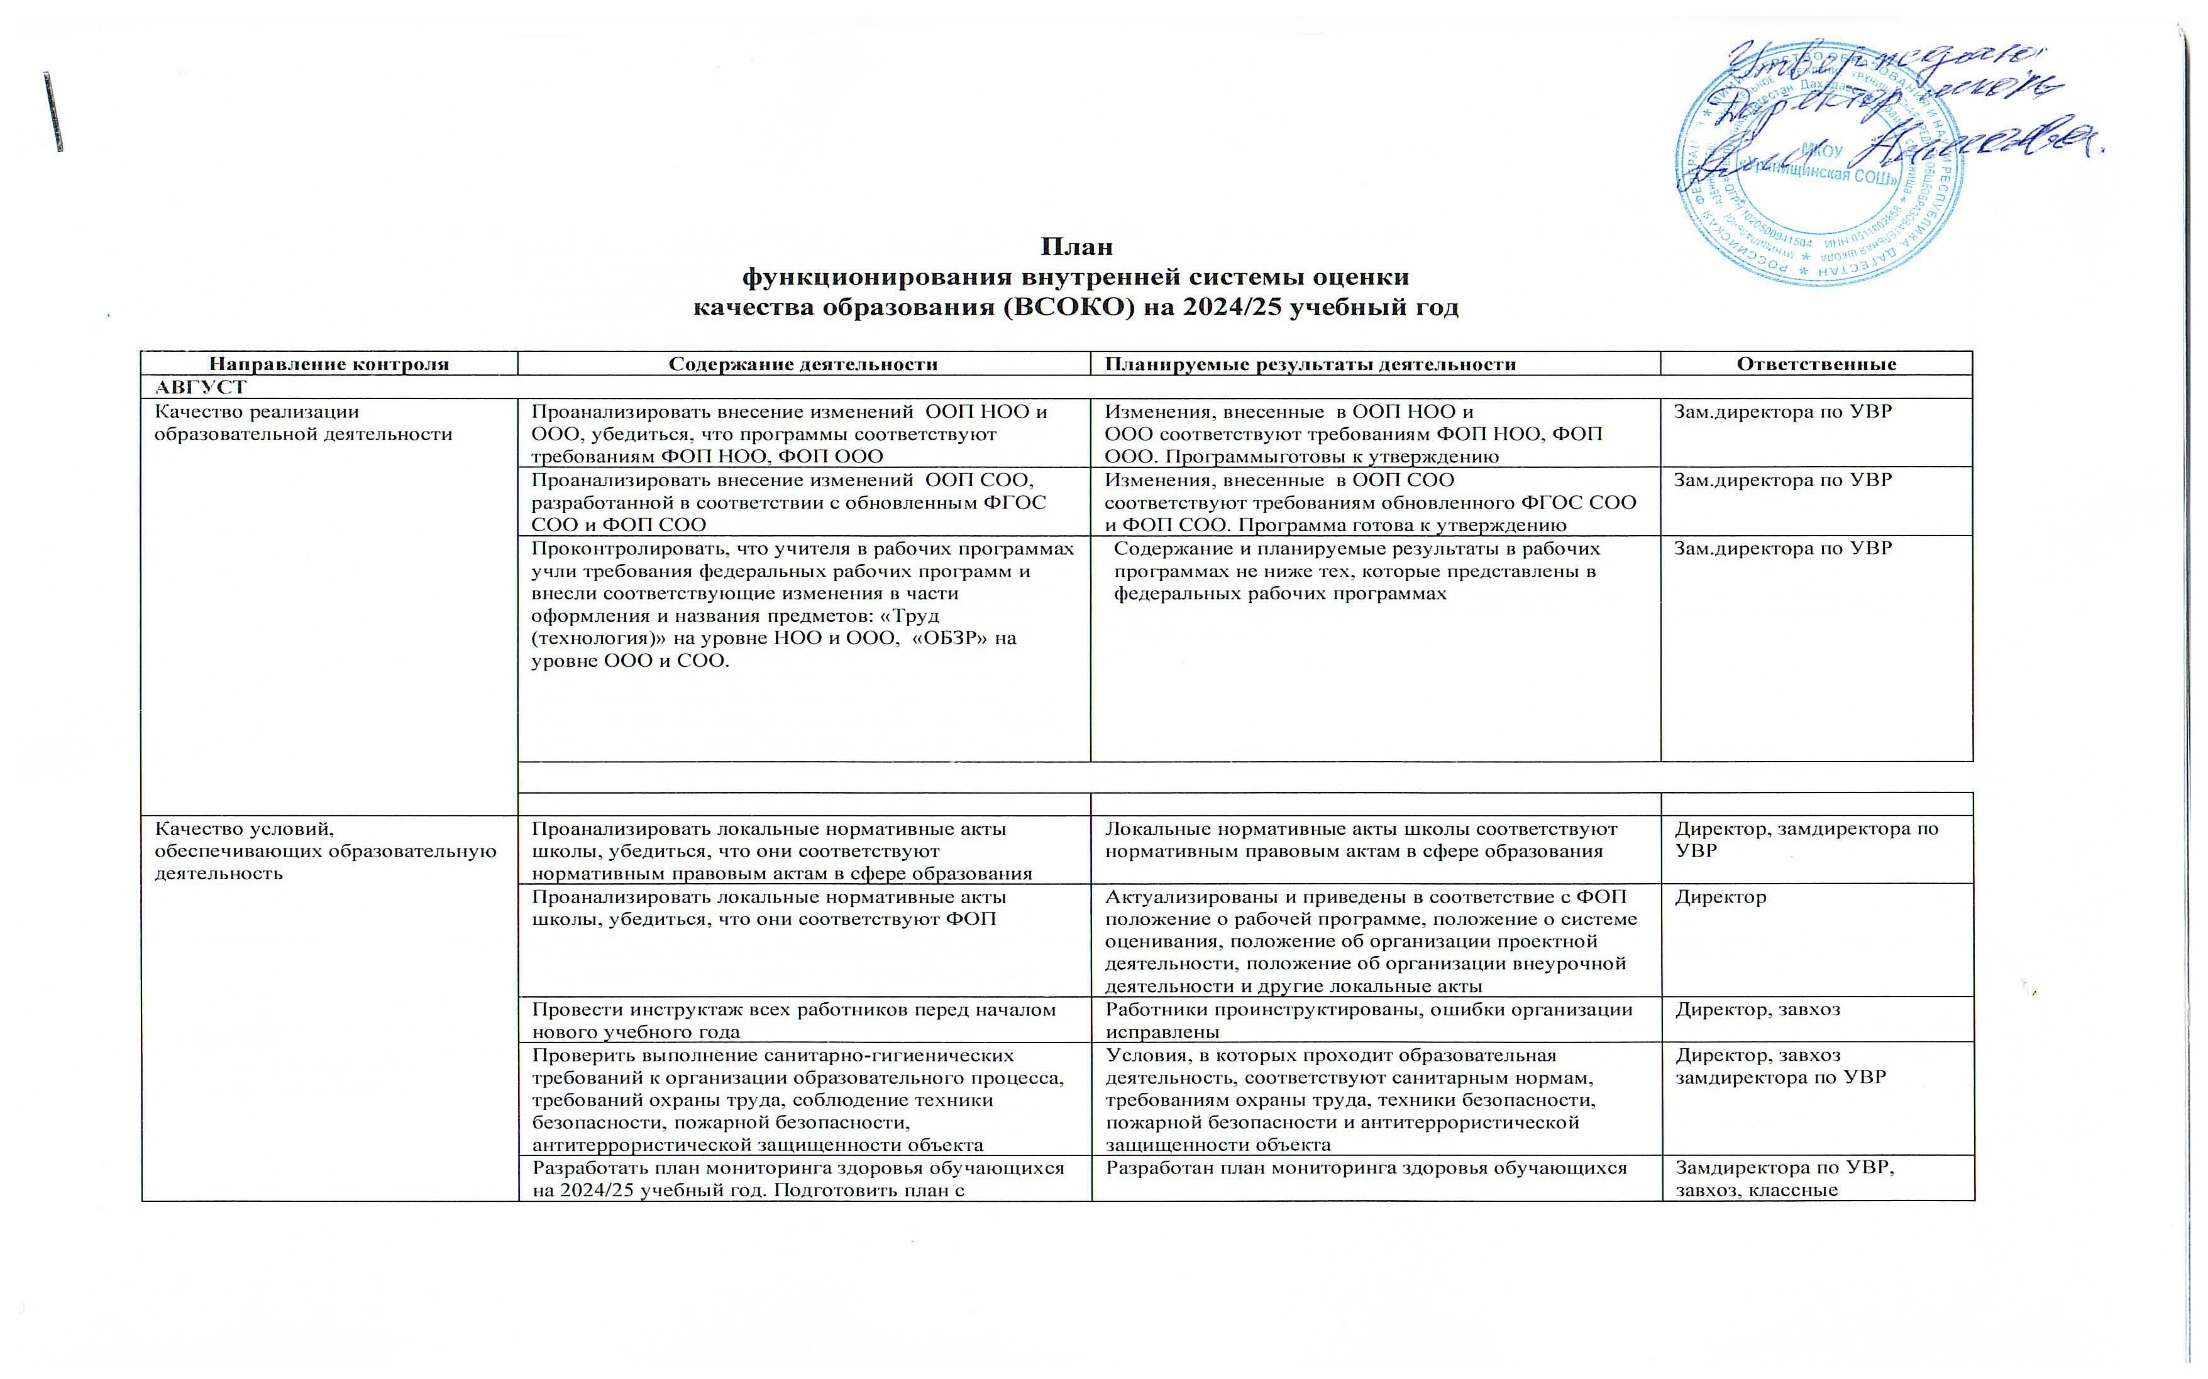 Утверждаю
Директор школы
МКОУ
«Урагинщинская СОШ»
План
функционирования внутренней системы оценки
качества образования (ВСОКО) на 2024/25 учебный год
Направление контроля
Содержание деятельности
Планируемые результаты деятельности
Ответственные
АВГУСТ
Качество реализации
образовательной деятельности
Проанализировать внесение изменений  ООП НОО и
ООО, убедиться, что программы соответствуют
требованиям ФОП НОО, ФОП ООО
Изменения, внесенные  в ООП НОО и
ООО соответствуют требованиям ФОП НОО, ФОП
ООО. Программыготовы к утверждению
Зам.директора по УВР
Проанализировать внесение изменений  ООП СОО,
разработанной в соответствии с обновленным ФГОС
СОО и ФОП СОО
Изменения, внесенные  в ООП СОО
соответствуют требованиям обновленного ФГОС СОО
и ФОП СОО. Программа готова к утверждению
Зам.директора по УВР
Проконтролировать, что учителя в рабочих программах
учли требования федеральных рабочих программ и
внесли соответствующие изменения в части
оформления и названия предметов: «Труд
(технология)» на уровне НОО и ООО,  «ОБЗР» на
уровне ООО и СОО.
Содержание и планируемые результаты в рабочих
программах не ниже тех, которые представлены в
федеральных рабочих программах
Зам.директора по УВР
Качество условий,
обеспечивающих образовательную
деятельность
Проанализировать локальные нормативные акты
школы, убедиться, что они соответствуют
нормативным правовым актам в сфере образования
Локальные нормативные акты школы соответствуют
нормативным правовым актам в сфере образования
Директор, замдиректора по
УВР
Проанализировать локальные нормативные акты
школы, убедиться, что они соответствуют ФОП
Актуализированы и приведены в соответствие с ФОП
положение о рабочей программе, положение о системе
оценивания, положение об организации проектной
деятельности, положение об организации внеурочной
деятельности и другие локальные акты
Директор
Провести инструктаж всех работников перед началом
нового учебного года
Работники проинструктированы, ошибки организации
исправлены
Директор, завхоз
Проверить выполнение санитарно-гигиенических
требований к организации образовательного процесса,
требований охраны труда, соблюдение техники
безопасности, пожарной безопасности,
антитеррористической защищенности объекта
Условия, в которых проходит образовательная
деятельность, соответствуют санитарным нормам,
требованиям охраны труда, техники безопасности,
пожарной безопасности и антитеррористической
защищенности объекта
Директор, завхоз
замдиректора по УВР
Разработать план мониторинга здоровья обучающихся
на 2024/25 учебный год. Подготовить план с
Разработан план мониторинга здоровья обучающихся
Замдиректора по УВР,
завхоз, классные